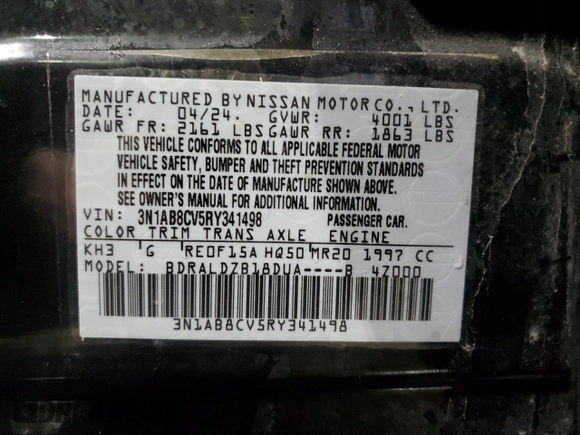 MANUFACTURED BY NISSAN MOTOR CO., LTD.
DATE: 04/24. GVWR: 4001 LBS
GAWR FR: 2161 LBS GAWR RR: 1863 LBS
THIS VEHICLE CONFORMS TO ALL APPLICABLE FEDERAL MOTOR
VEHICLE SAFETY, BUMPER AND THEFT PREVENTION STANDARDS
IN EFFECT ON THE DATE OF MANUFACTURE SHOWN ABOVE.
SEE OWNER'S MANUAL FOR ADDITIONAL INFORMATION.
VIN: 3N1AB8CV5RY341498 PASSENGER CAR.
COLOR TRIM TRANS AXLE ENGINE
KH3 G RE0F15A HQ50 MR20 1997 CC
MODEL: BDRALDZB18DUA----B 4Z000
3N1AB8CV5RY341498